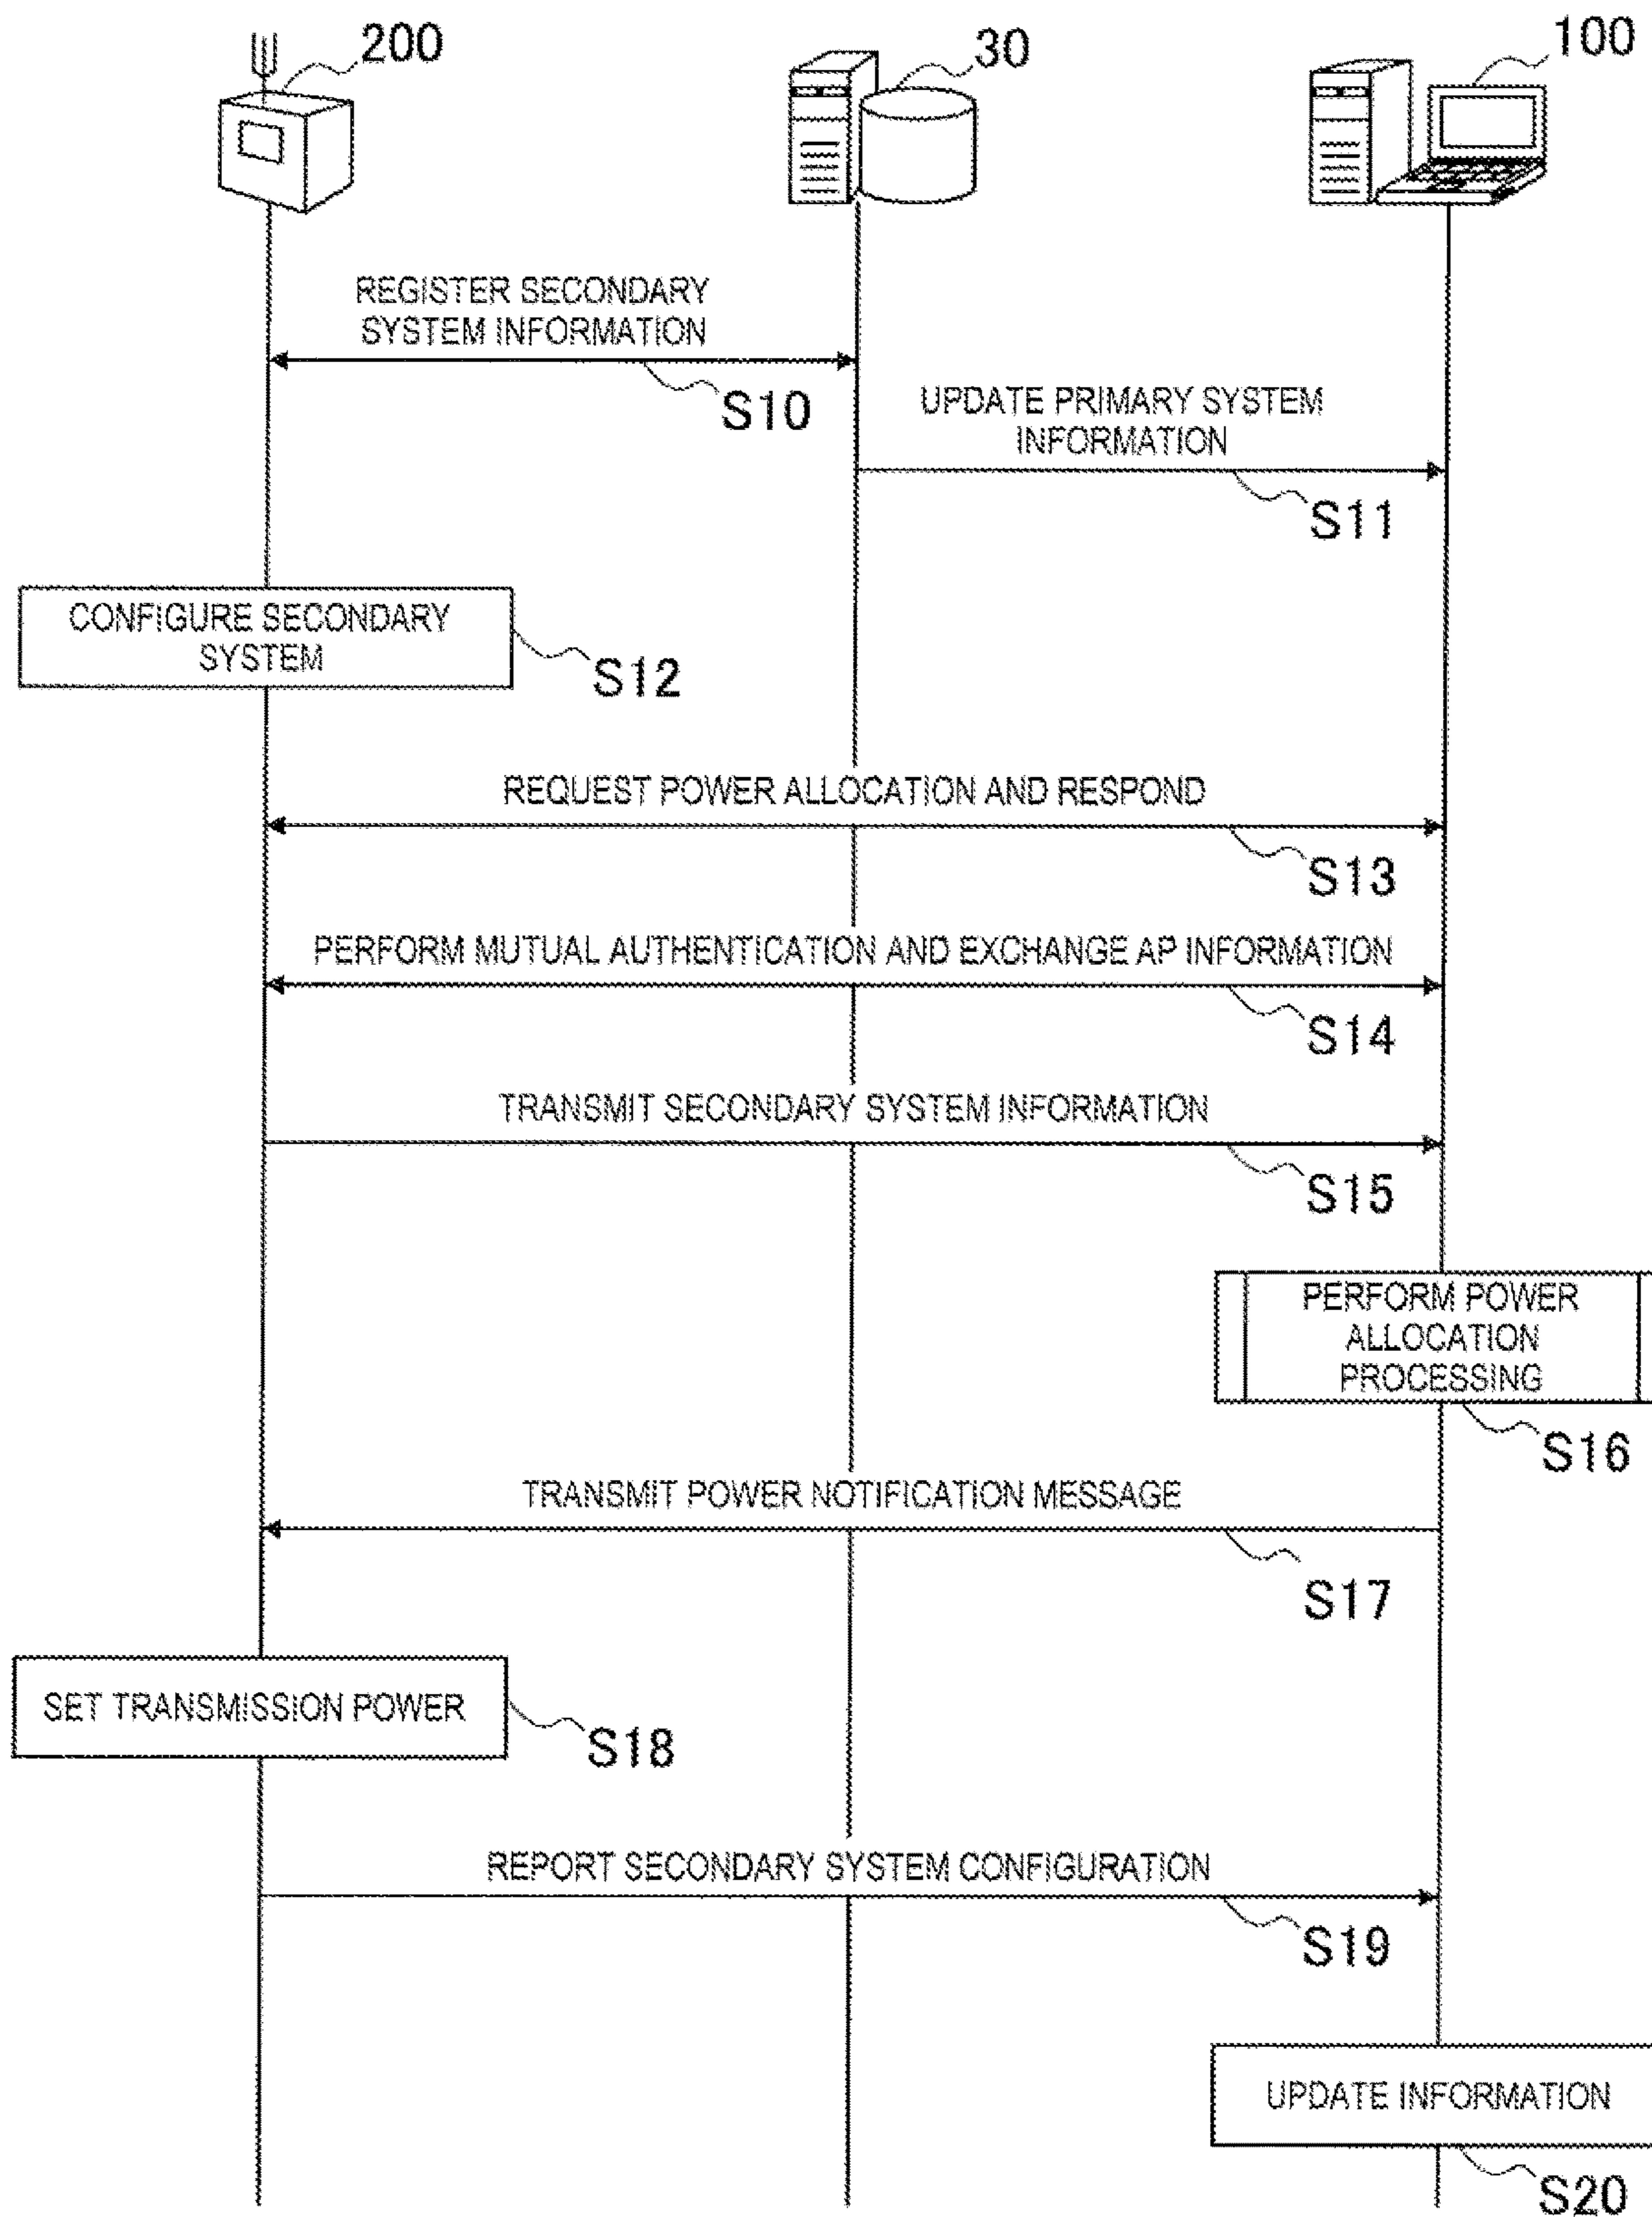 200
30
100
REGISTER SECONDARY
SYSTEM INFORMATION
S10
UPDATE PRIMARY SYSTEM
INFORMATION
S11
CONFIGURE SECONDARY
SYSTEM
S12
REQUEST POWER ALLOCATION AND RESPOND
S13
PERFORM MUTUAL AUTHENTICATION AND EXCHANGE AP INFORMATION
S14
TRANSMIT SECONDARY SYSTEM INFORMATION
S15
PERFORM POWER
ALLOCATION
PROCESSING
S16
TRANSMIT POWER NOTIFICATION MESSAGE
S17
SET TRANSMISSION POWER
S18
REPORT SECONDARY SYSTEM CONFIGURATION
S19
UPDATE INFORMATION
S20